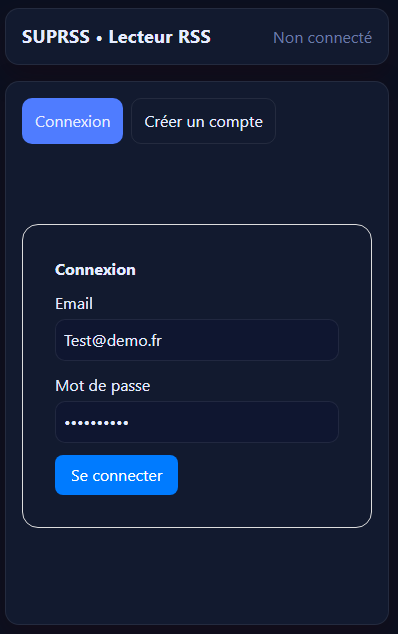 SUPRSS • Lecteur RSS
Non connecté
Connexion
Créer un compte
Connexion
Email
Test@demo.fr
Mot de passe
••••••••••
Se connecter